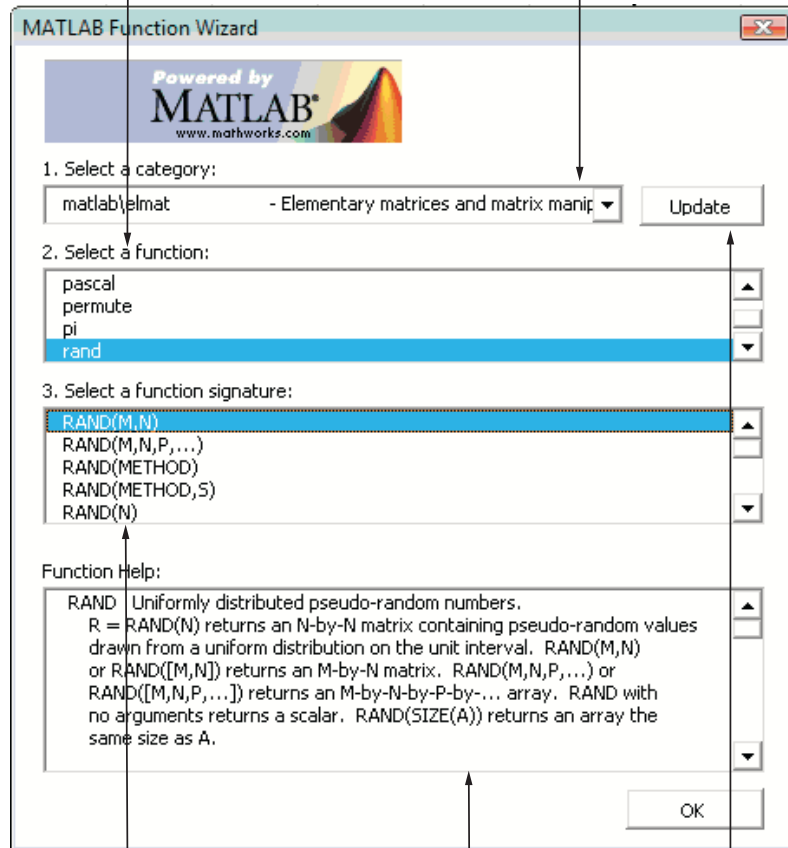 MATLAB Function Wizard
Powered by
MATLAB®
www.mathworks.com
1. Select a category:
matlab\elmat - Elementary matrices and matrix manip
Update
2. Select a function:
pascal
permute
pi
rand
3. Select a function signature:
RAND(M,N)
RAND(M,N,P,...)
RAND(METHOD)
RAND(METHOD,S)
RAND(N)
Function Help:
RAND Uniformly distributed pseudo-random numbers.
R = RAND(N) returns an N-by-N matrix containing pseudo-random values
drawn from a uniform distribution on the unit interval. RAND(M,N)
or RAND([M,N]) returns an M-by-N matrix. RAND(M,N,P,...) or
RAND([M,N,P,...]) returns an M-by-N-by-P-by-... array. RAND with
no arguments returns a scalar. RAND(SIZE(A)) returns an array the
same size as A.
OK